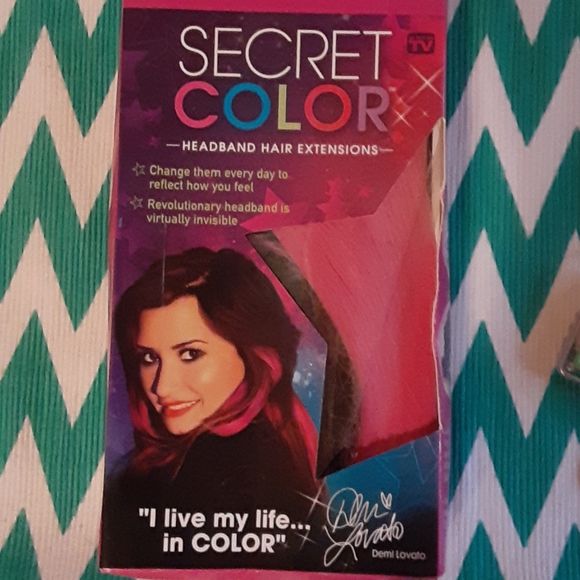 SECRET
TV
COLOR™
HEADBAND HAIR EXTENSIONS
Change them every day to
reflect how you feel
Revolutionary headband is
virtually invisible
"I live my life...
in COLOR"
Demi
Lovato
Demi Lovato